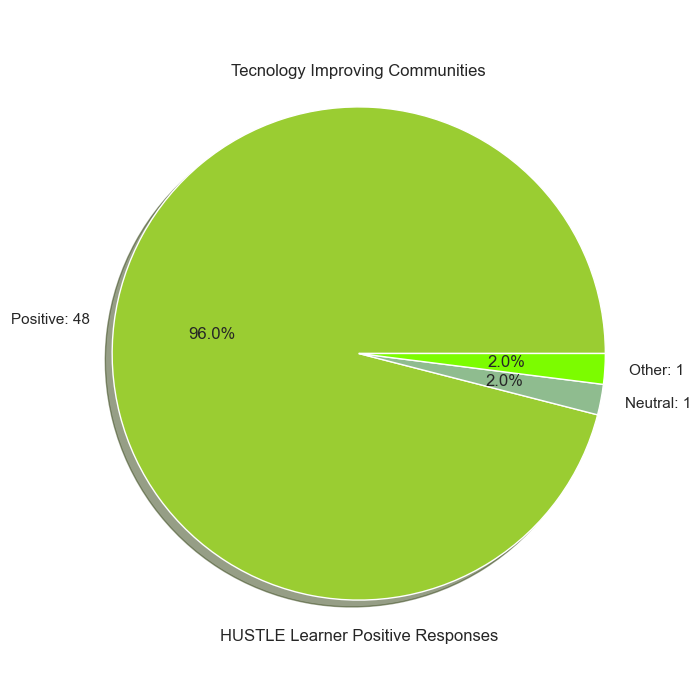 Tecnology Improving Communities
Positive: 48
96.0%
2.0%
Other: 1
2.0%
Neutral: 1
HUSTLE Learner Positive Responses